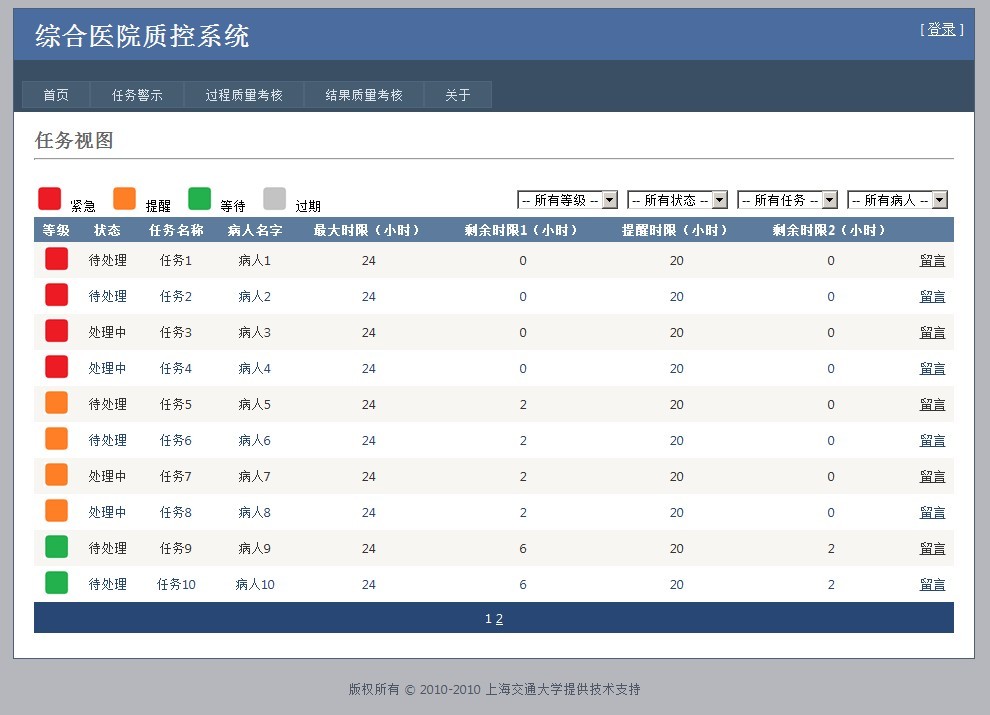 综合医院质控系统
[ 登录 ]
首页 任务警示 过程质量考核 结果质量考核 关于
任务视图
紧急 提醒 等待 过期 -- 所有等级 -- -- 所有状态 -- -- 所有任务 -- -- 所有病人 --
等级 状态 任务名称 病人名字 最大时限（小时） 剩余时限1（小时） 提醒时限（小时） 剩余时限2（小时）
待处理 任务1 病人1 24 0 20 0 留言
待处理 任务2 病人2 24 0 20 0 留言
处理中 任务3 病人3 24 0 20 0 留言
处理中 任务4 病人4 24 0 20 0 留言
待处理 任务5 病人5 24 2 20 0 留言
待处理 任务6 病人6 24 2 20 0 留言
处理中 任务7 病人7 24 2 20 0 留言
处理中 任务8 病人8 24 2 20 0 留言
待处理 任务9 病人9 24 6 20 2 留言
待处理 任务10 病人10 24 6 20 2 留言
1 2
版权所有 © 2010-2010 上海交通大学提供技术支持